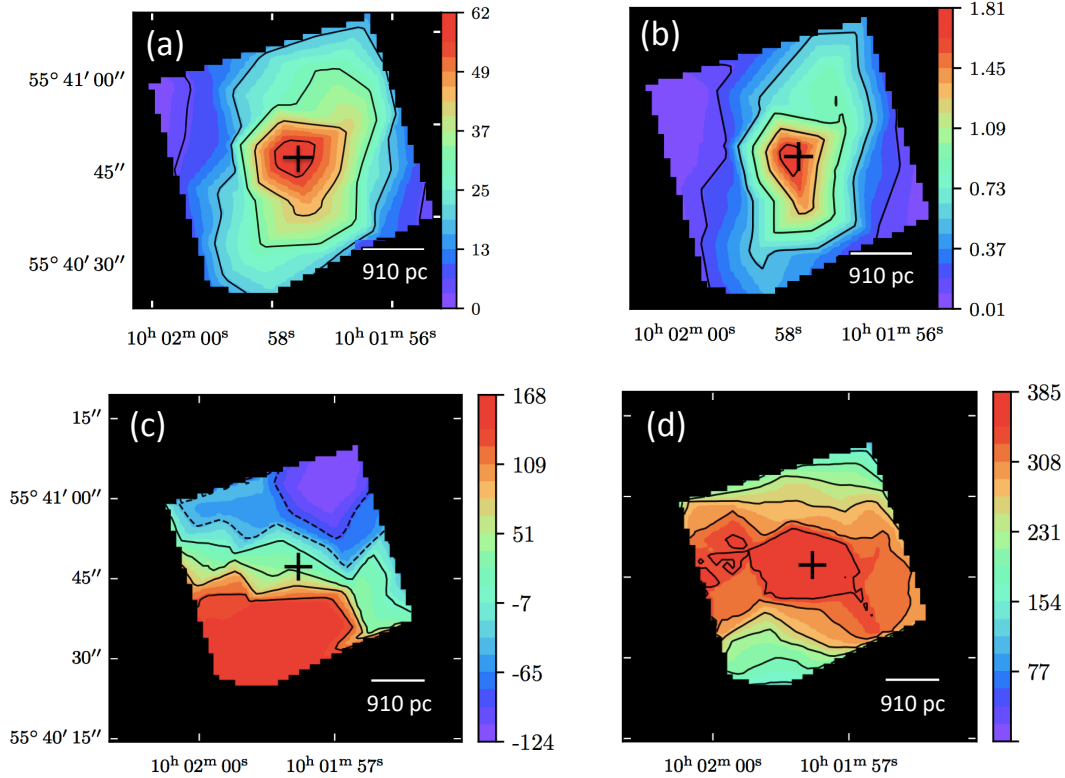 (a)
55° 41′ 00″
45″
55° 40′ 30″
910 pc
10ʰ 02ᵐ 00ˢ
58ˢ
10ʰ 01ᵐ 56ˢ
62
49
37
25
13
0
(b)
910 pc
10ʰ 02ᵐ 00ˢ
58ˢ
10ʰ 01ᵐ 56ˢ
1.81
1.45
1.09
0.73
0.37
0.01
(c)
15″
55° 41′ 00″
45″
30″
55° 40′ 15″
910 pc
10ʰ 02ᵐ 00ˢ
10ʰ 01ᵐ 57ˢ
168
109
51
-7
-65
-124
(d)
910 pc
10ʰ 02ᵐ 00ˢ
10ʰ 01ᵐ 57ˢ
385
308
231
154
77